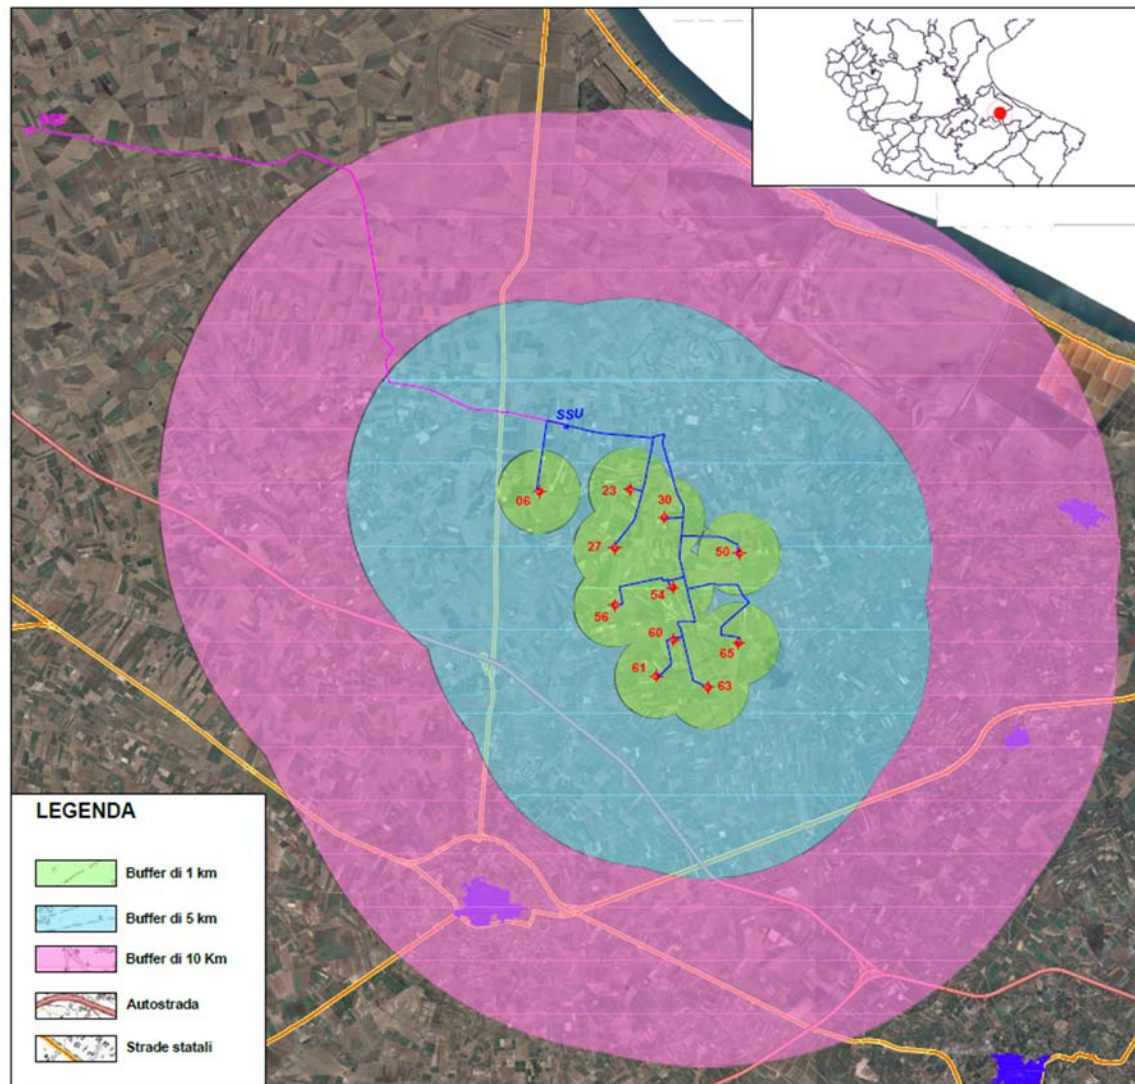 SSE
SSU
06
23
30
27
50
54
56
60
65
61
63
LEGENDA
Buffer di 1 km
Buffer di 5 km
Buffer di 10 Km
Autostrada
Strade statali